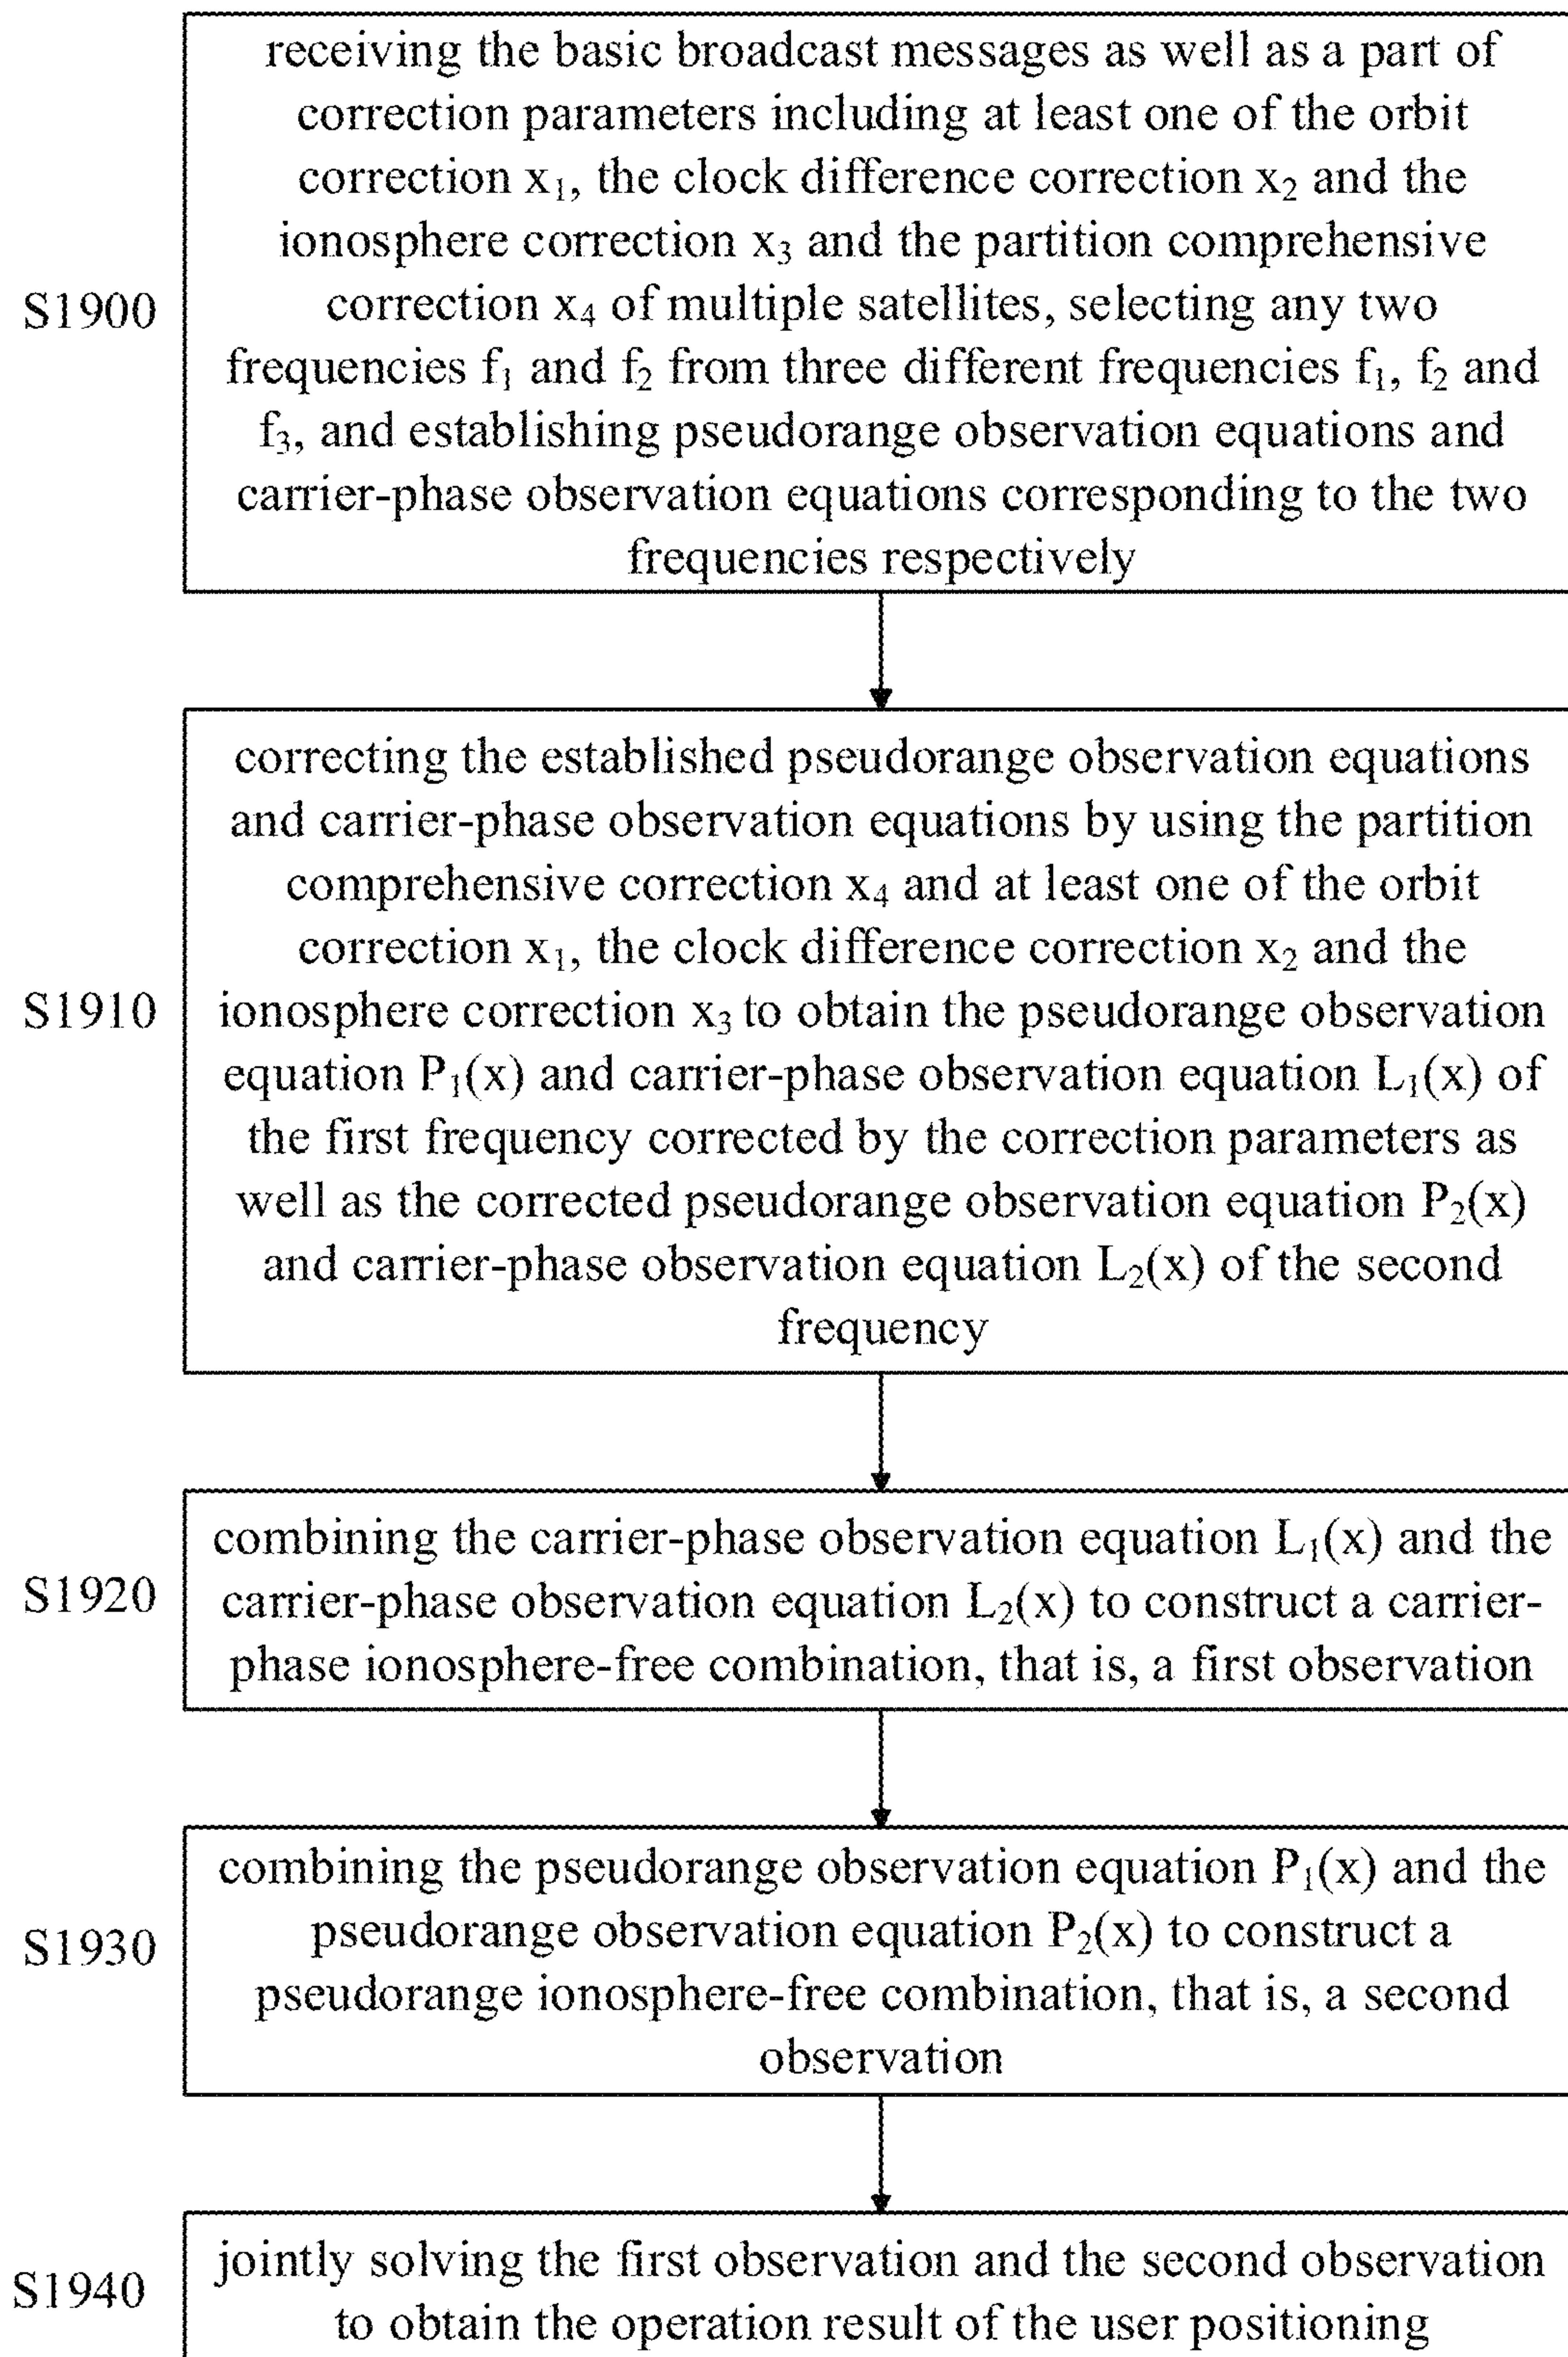 receiving the basic broadcast messages as well as a part of
correction parameters including at least one of the orbit
correction x₁, the clock difference correction x₂ and the
ionosphere correction x₃ and the partition comprehensive
S1900
correction x₄ of multiple satellites, selecting any two
frequencies f₁ and f₂ from three different frequencies f₁, f₂ and
f₃, and establishing pseudorange observation equations and
carrier-phase observation equations corresponding to the two
frequencies respectively
correcting the established pseudorange observation equations
and carrier-phase observation equations by using the partition
comprehensive correction x₄ and at least one of the orbit
correction x₁, the clock difference correction x₂ and the
S1910
ionosphere correction x₃ to obtain the pseudorange observation
equation P₁(x) and carrier-phase observation equation L₁(x) of
the first frequency corrected by the correction parameters as
well as the corrected pseudorange observation equation P₂(x)
and carrier-phase observation equation L₂(x) of the second
frequency
combining the carrier-phase observation equation L₁(x) and the
S1920
carrier-phase observation equation L₂(x) to construct a carrier-
phase ionosphere-free combination, that is, a first observation
combining the pseudorange observation equation P₁(x) and the
S1930
pseudorange observation equation P₂(x) to construct a
pseudorange ionosphere-free combination, that is, a second
observation
S1940
jointly solving the first observation and the second observation
to obtain the operation result of the user positioning